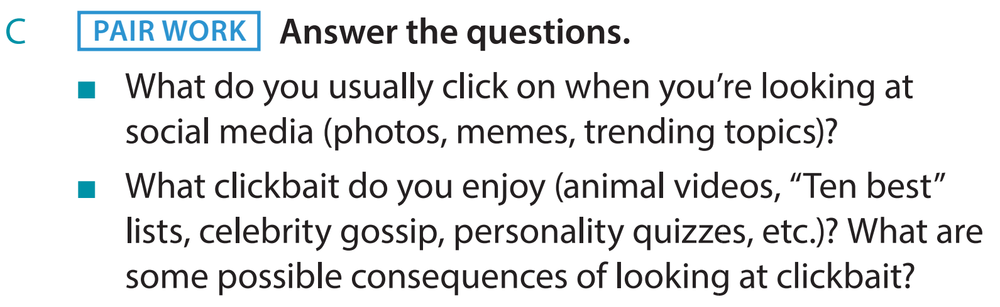 C PAIR WORK Answer the questions.
■ What do you usually click on when you’re looking at
social media (photos, memes, trending topics)?
■ What clickbait do you enjoy (animal videos, “Ten best”
lists, celebrity gossip, personality quizzes, etc.)? What are
some possible consequences of looking at clickbait?